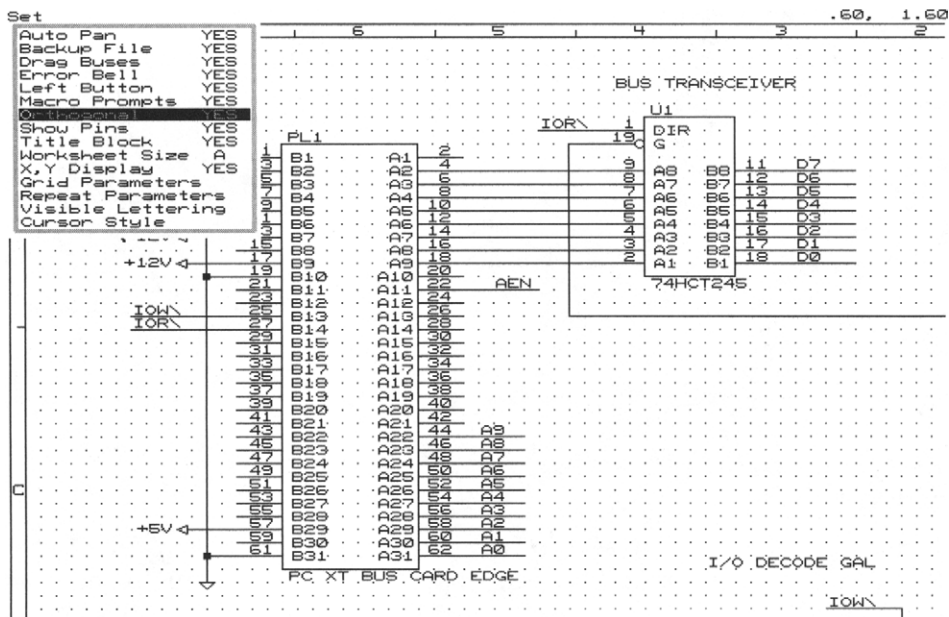 Set .60, 1.60
Auto Pan YES
Backup File YES
Drag Buses YES
Error Bell YES
Left Button YES
Macro Prompts YES
Orthogonal YES
Show Pins YES
Title Block YES
Worksheet Size A
X,Y Display YES
Grid Parameters
Repeat Parameters
Visible Lettering
Cursor Style
6 5 4 3 2
BUS TRANSCEIVER
U1
PL1
IOR\ 1 DIR
19 G
1 B1 A1 2
3 B2 A2 4 9 A8 B8 11 D7
5 B3 A3 6 8 A7 B7 12 D6
7 B4 A4 8 7 A6 B6 13 D5
9 B5 A5 10 6 A5 B5 14 D4
1 B6 A6 12 5 A4 B4 15 D3
3 B7 A7 14 4 A3 B3 16 D2
15 B8 A8 16 3 A2 B2 17 D1
+12V 17 B9 A9 18 2 A1 B1 18 D0
19 B10 A10 20
21 B11 A11 22 AEN
74HCT245
23 B12 A12 24
IOW\ 25 B13 A13 26
IOR\ 27 B14 A14 28
29 B15 A15 30
31 B16 A16 32
33 B17 A17 34
35 B18 A18 36
37 B19 A19 38
39 B20 A20 40
41 B21 A21 42
43 B22 A22 44 A9
45 B23 A23 46 A8
47 B24 A24 48 A7
49 B25 A25 50 A6
C 51 B26 A26 52 A5
53 B27 A27 54 A4
55 B28 A28 56 A3
+5V 57 B29 A29 58 A2
59 B30 A30 60 A1
61 B31 A31 62 A0
PC XT BUS CARD EDGE
I/O DECODE GAL
IOW\